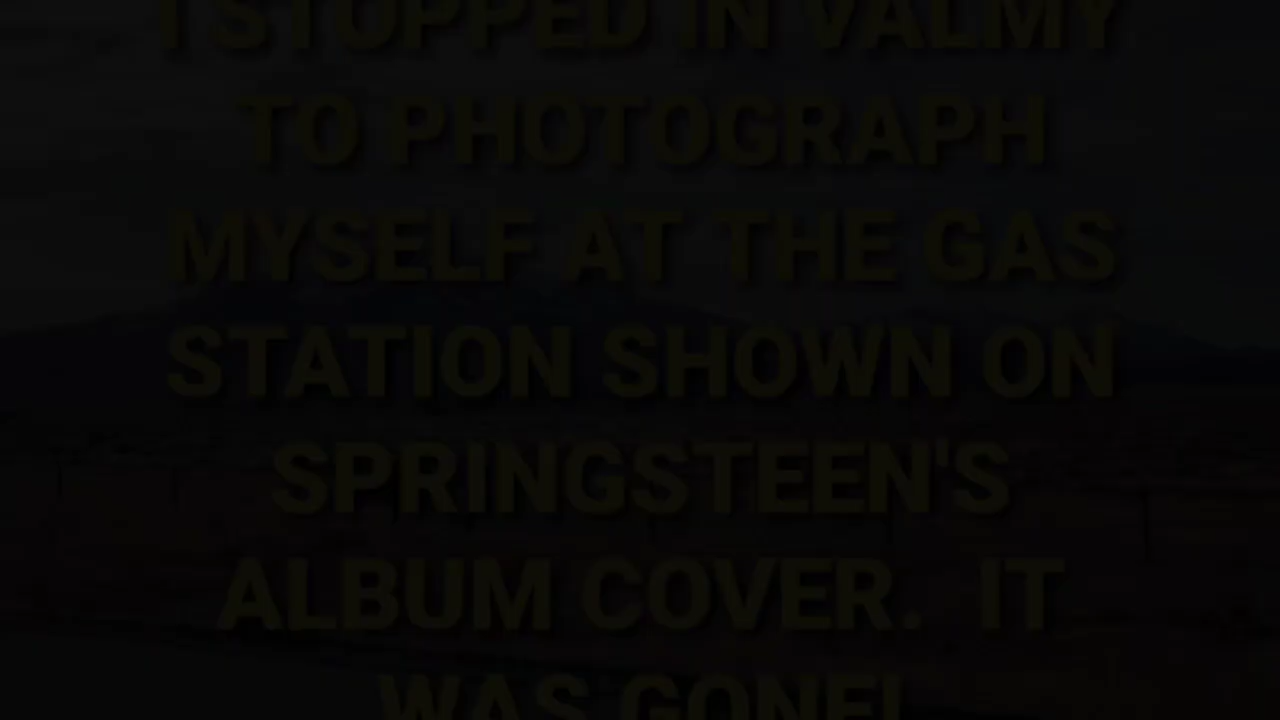 I STOPPED IN VALMY
TO PHOTOGRAPH
MYSELF AT THE GAS
STATION SHOWN ON
SPRINGSTEEN'S
ALBUM COVER. IT
WAS GONE!